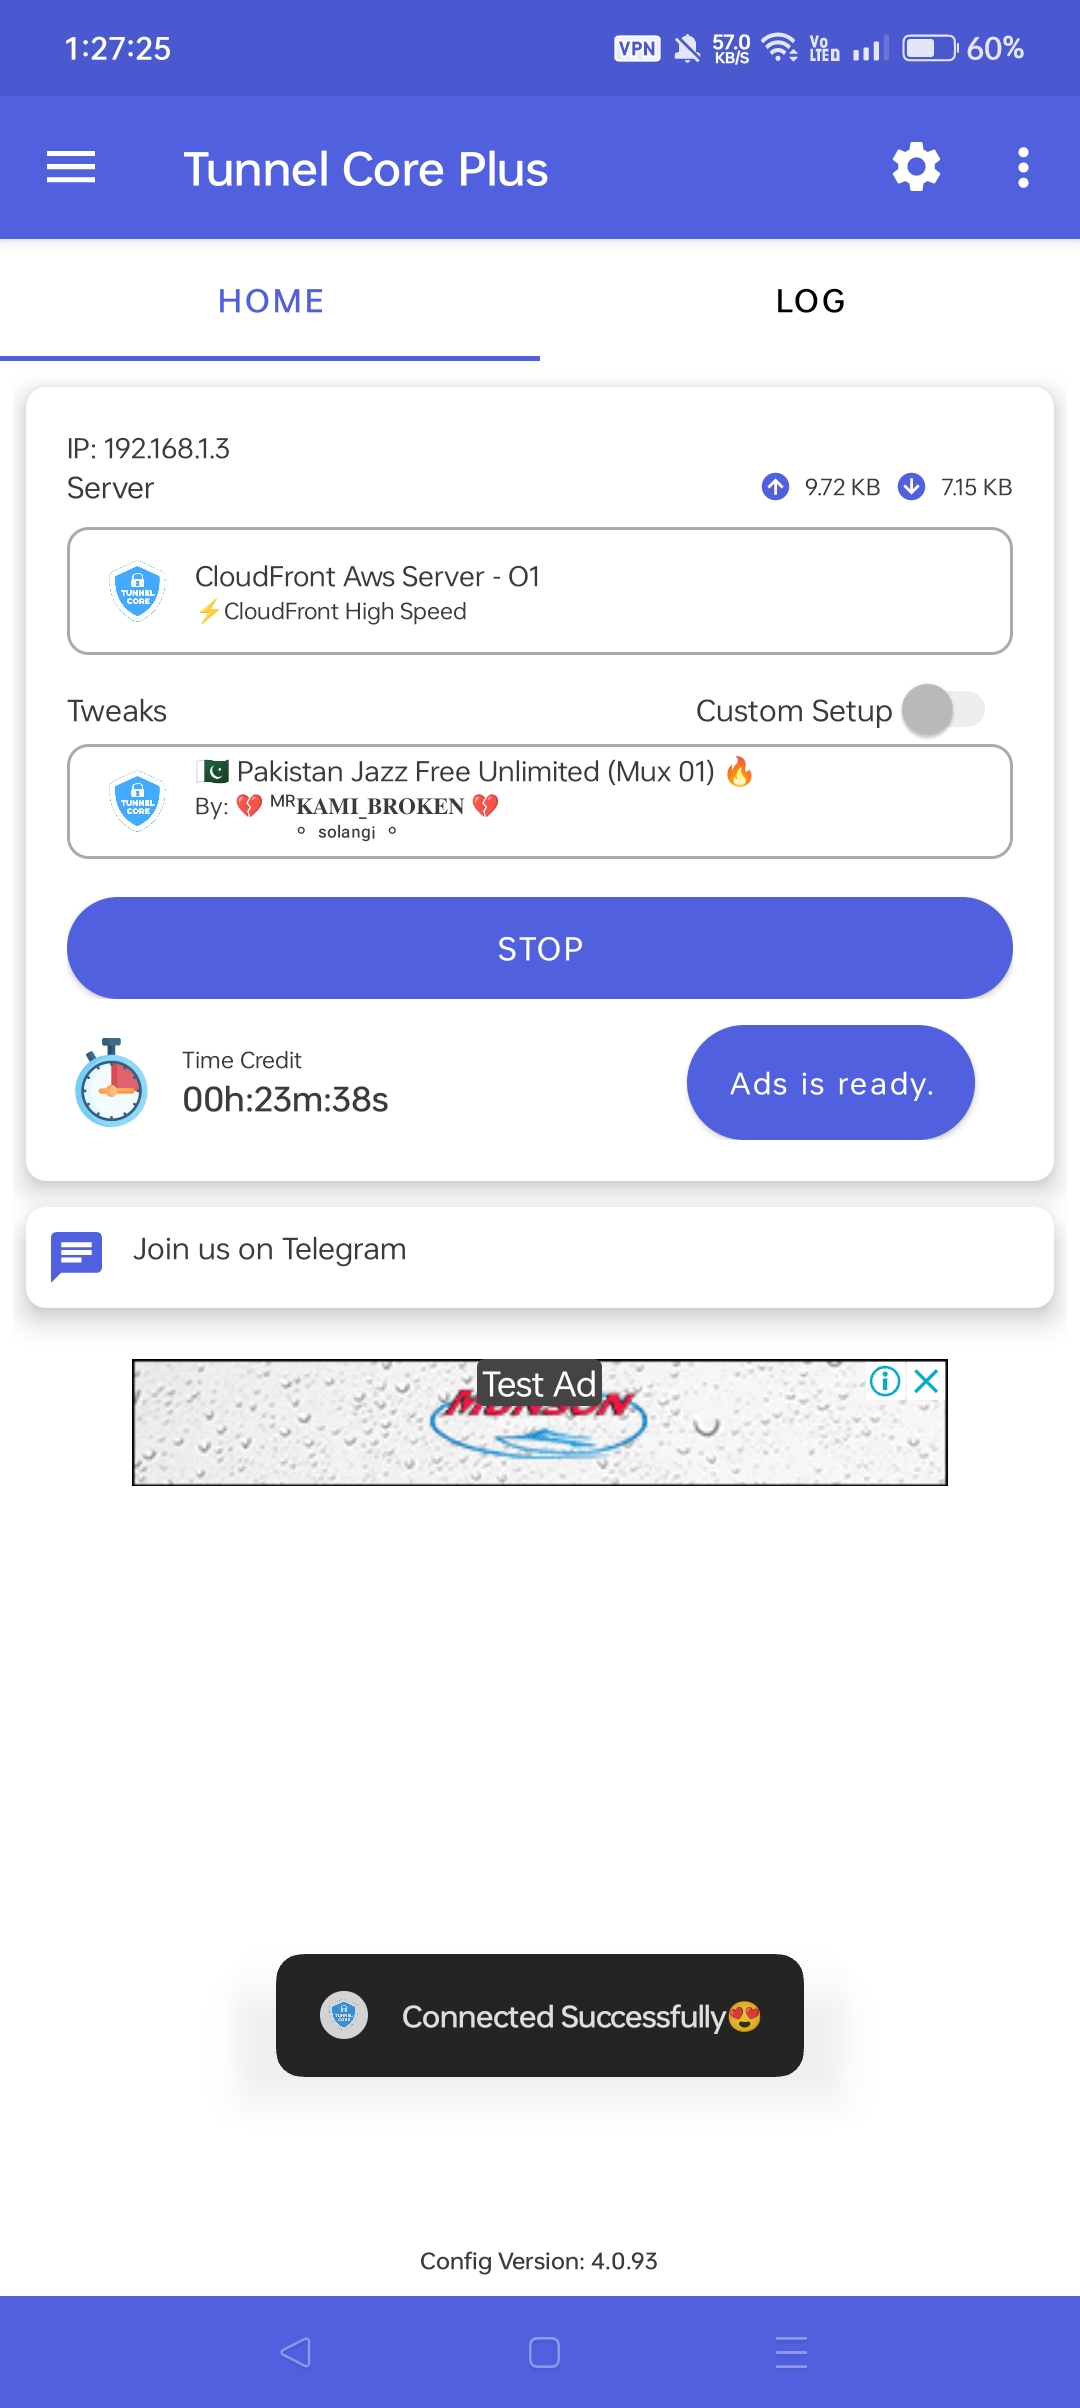 1:27:25
VPN 57.0 KB/S Vo LTED 60%
Tunnel Core Plus
HOME LOG
IP: 192.168.1.3
Server 9.72 KB 7.15 KB
TUNNEL CORE
CloudFront Aws Server - O1
⚡CloudFront High Speed
Tweaks Custom Setup
TUNNEL CORE
🇵🇰 Pakistan Jazz Free Unlimited (Mux 01) 🔥
By: 💔 ᴹᴿ𝐊𝐀𝐌𝐈_𝐁𝐑𝐎𝐊𝐄𝐍 💔
° solangi °
STOP
Time Credit
00h:23m:38s
Ads is ready.
Join us on Telegram
Test Ad
MUNSON
Connected Successfully😍
Config Version: 4.0.93